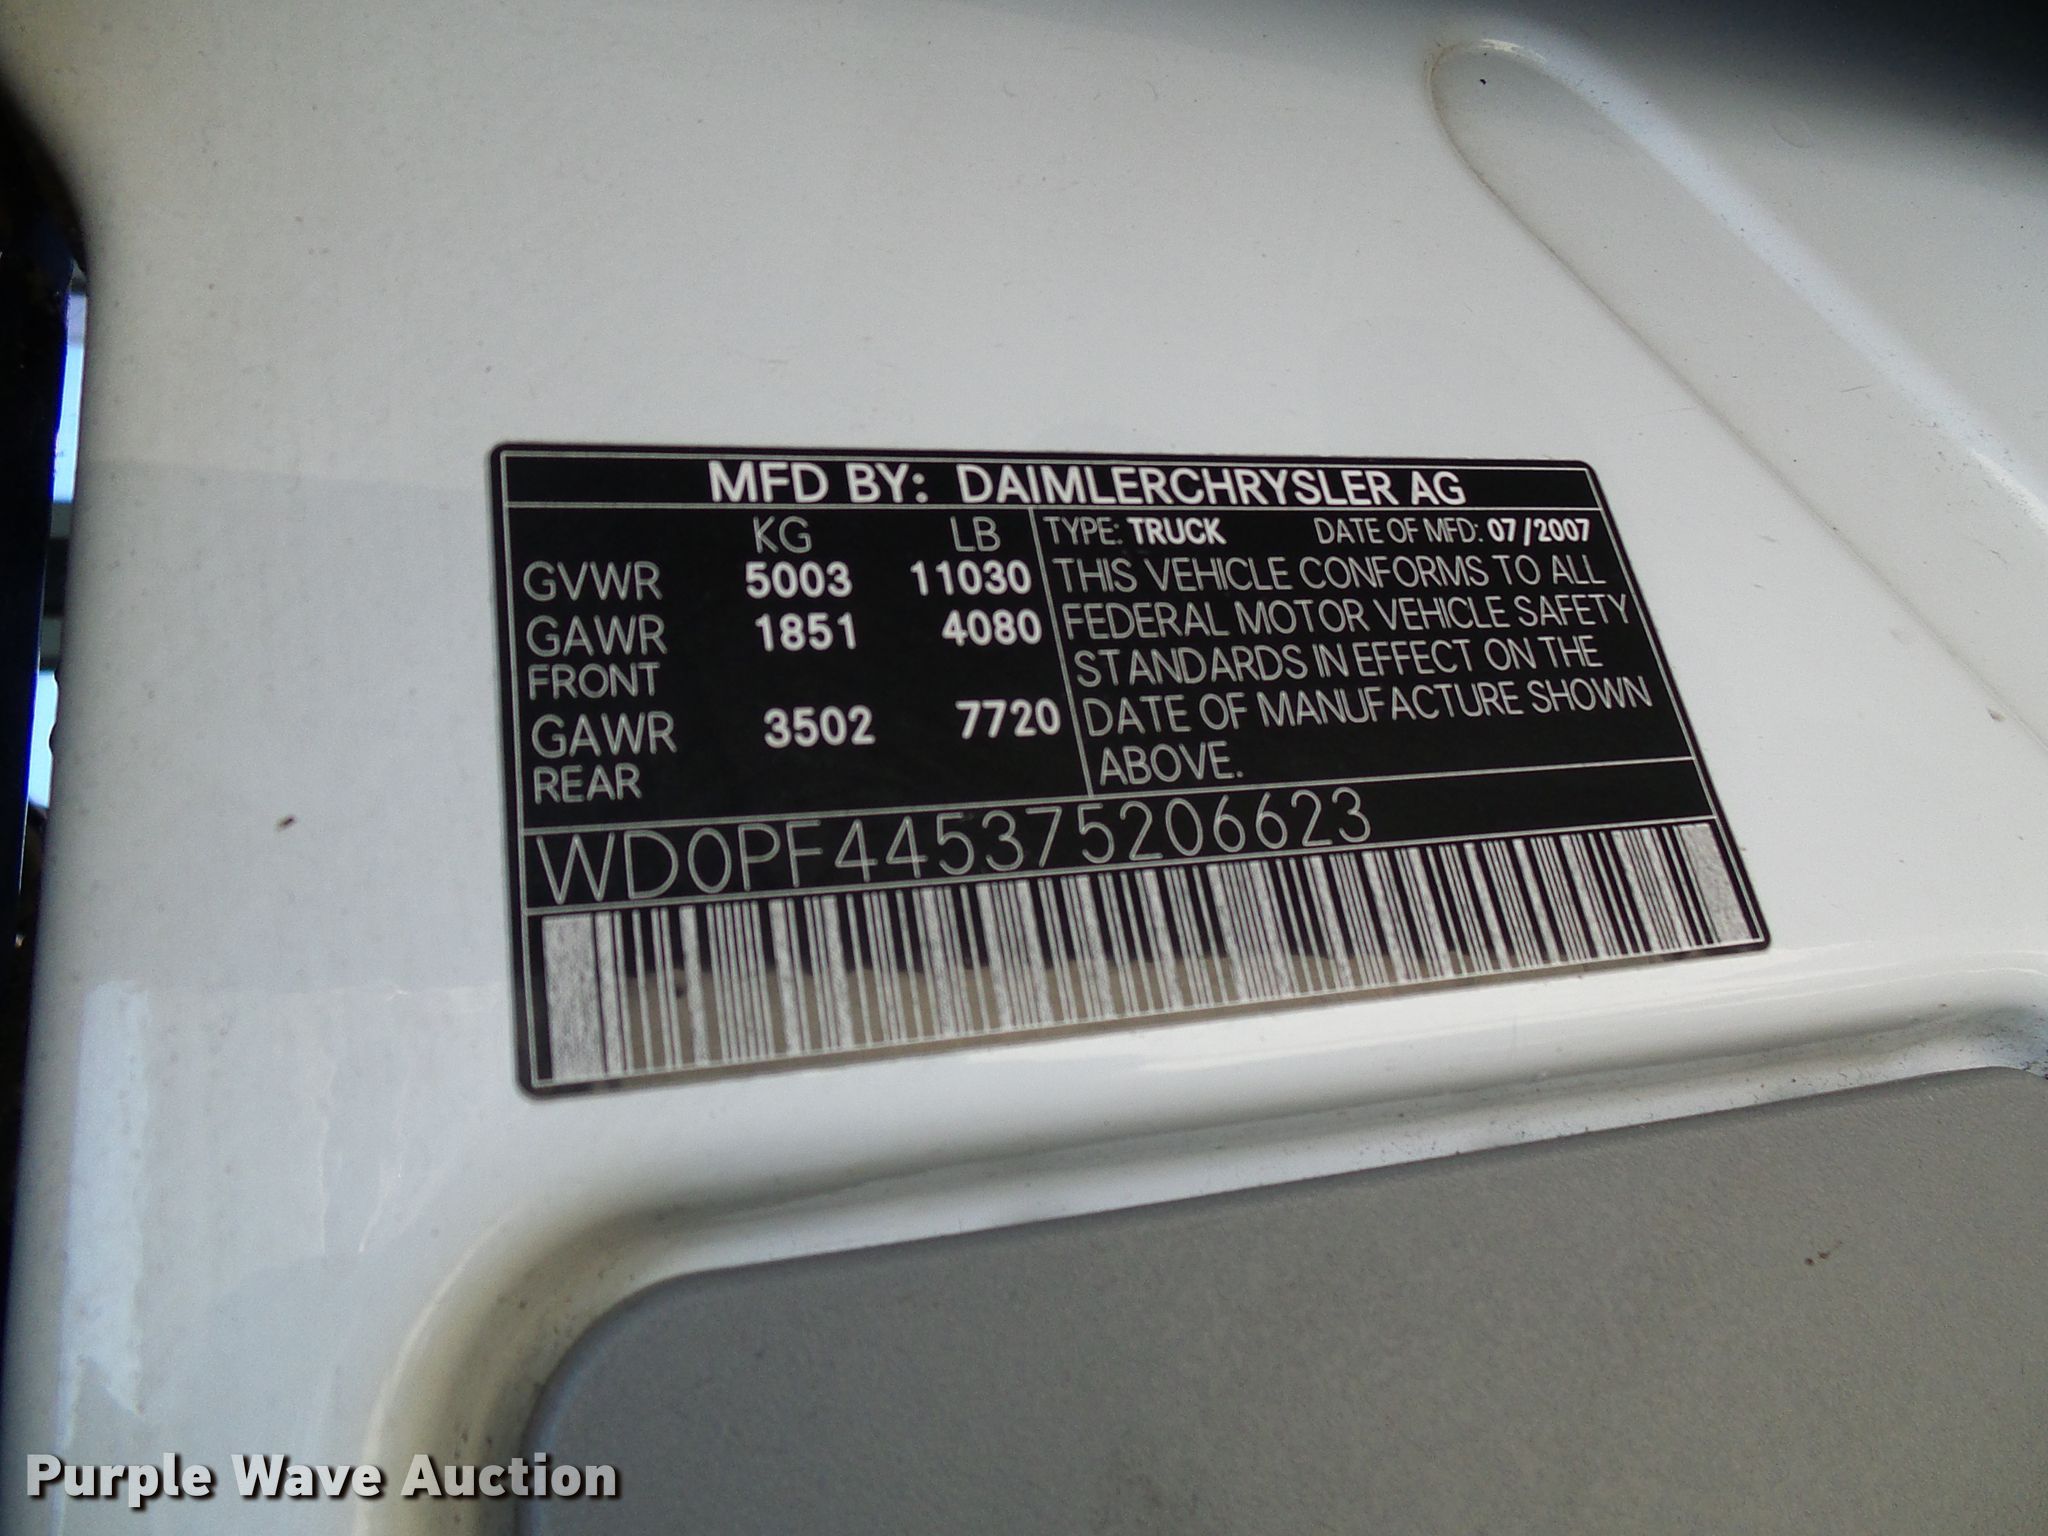 MFD BY: DAIMLERCHRYSLER AG
KG LB
GVWR 5003 11030
GAWR 1851 4080
FRONT
GAWR 3502 7720
REAR
TYPE: TRUCK DATE OF MFD: 07/2007
THIS VEHICLE CONFORMS TO ALL
FEDERAL MOTOR VEHICLE SAFETY
STANDARDS IN EFFECT ON THE
DATE OF MANUFACTURE SHOWN
ABOVE.
WD0PF445375206623
Purple Wave Auction